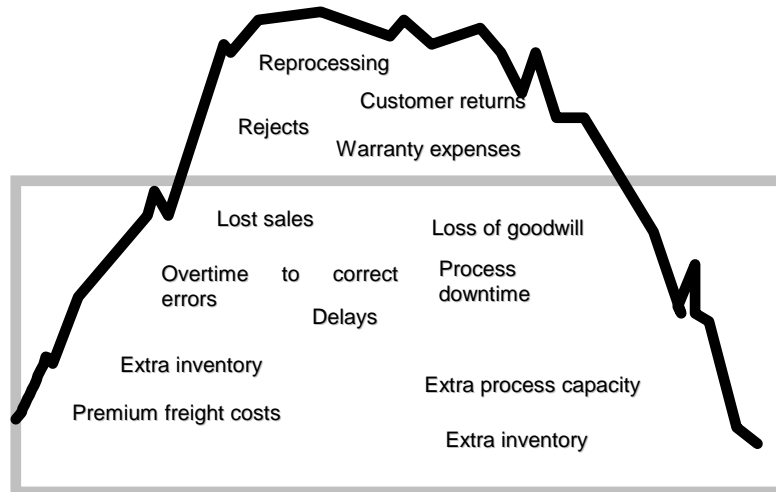 Reprocessing
Customer returns
Rejects
Warranty expenses
Lost sales
Loss of goodwill
Overtime to correct
errors
Process
downtime
Delays
Extra inventory
Extra process capacity
Premium freight costs
Extra inventory